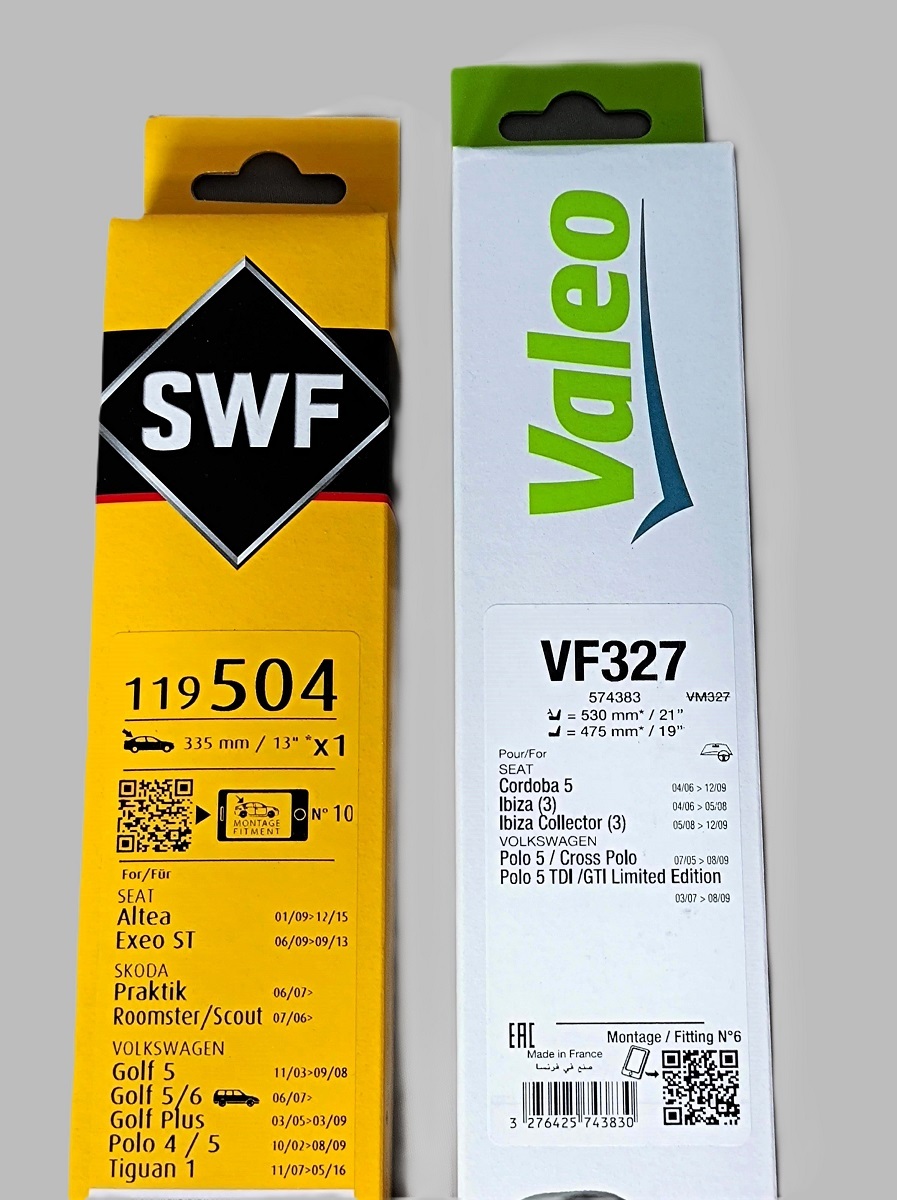 SWF
119 504
335 mm / 13" *x1
MONTAGE
FITMENT
N° 10
For/Für
SEAT
Altea 01/09>12/15
Exeo ST 06/09>09/13
SKODA
Praktik 06/07>
Roomster/Scout 07/06>
VOLKSWAGEN
Golf 5 11/03>09/08
Golf 5/6 06/07>
Golf Plus 03/05>03/09
Polo 4 / 5 10/02>08/09
Tiguan 1 11/07>05/16
Valeo
VF327
574383 VM327
= 530 mm* / 21"
= 475 mm* / 19"
Pour/For
SEAT
Cordoba 5 04/06 > 12/09
Ibiza (3) 04/06 > 05/08
Ibiza Collector (3) 05/08 > 12/09
VOLKSWAGEN
Polo 5 / Cross Polo 07/05 > 08/09
Polo 5 TDI /GTI Limited Edition
03/07 > 08/09
EAC
Montage / Fitting N°6
Made in France
صنع في فرنسا
3 276425 743830